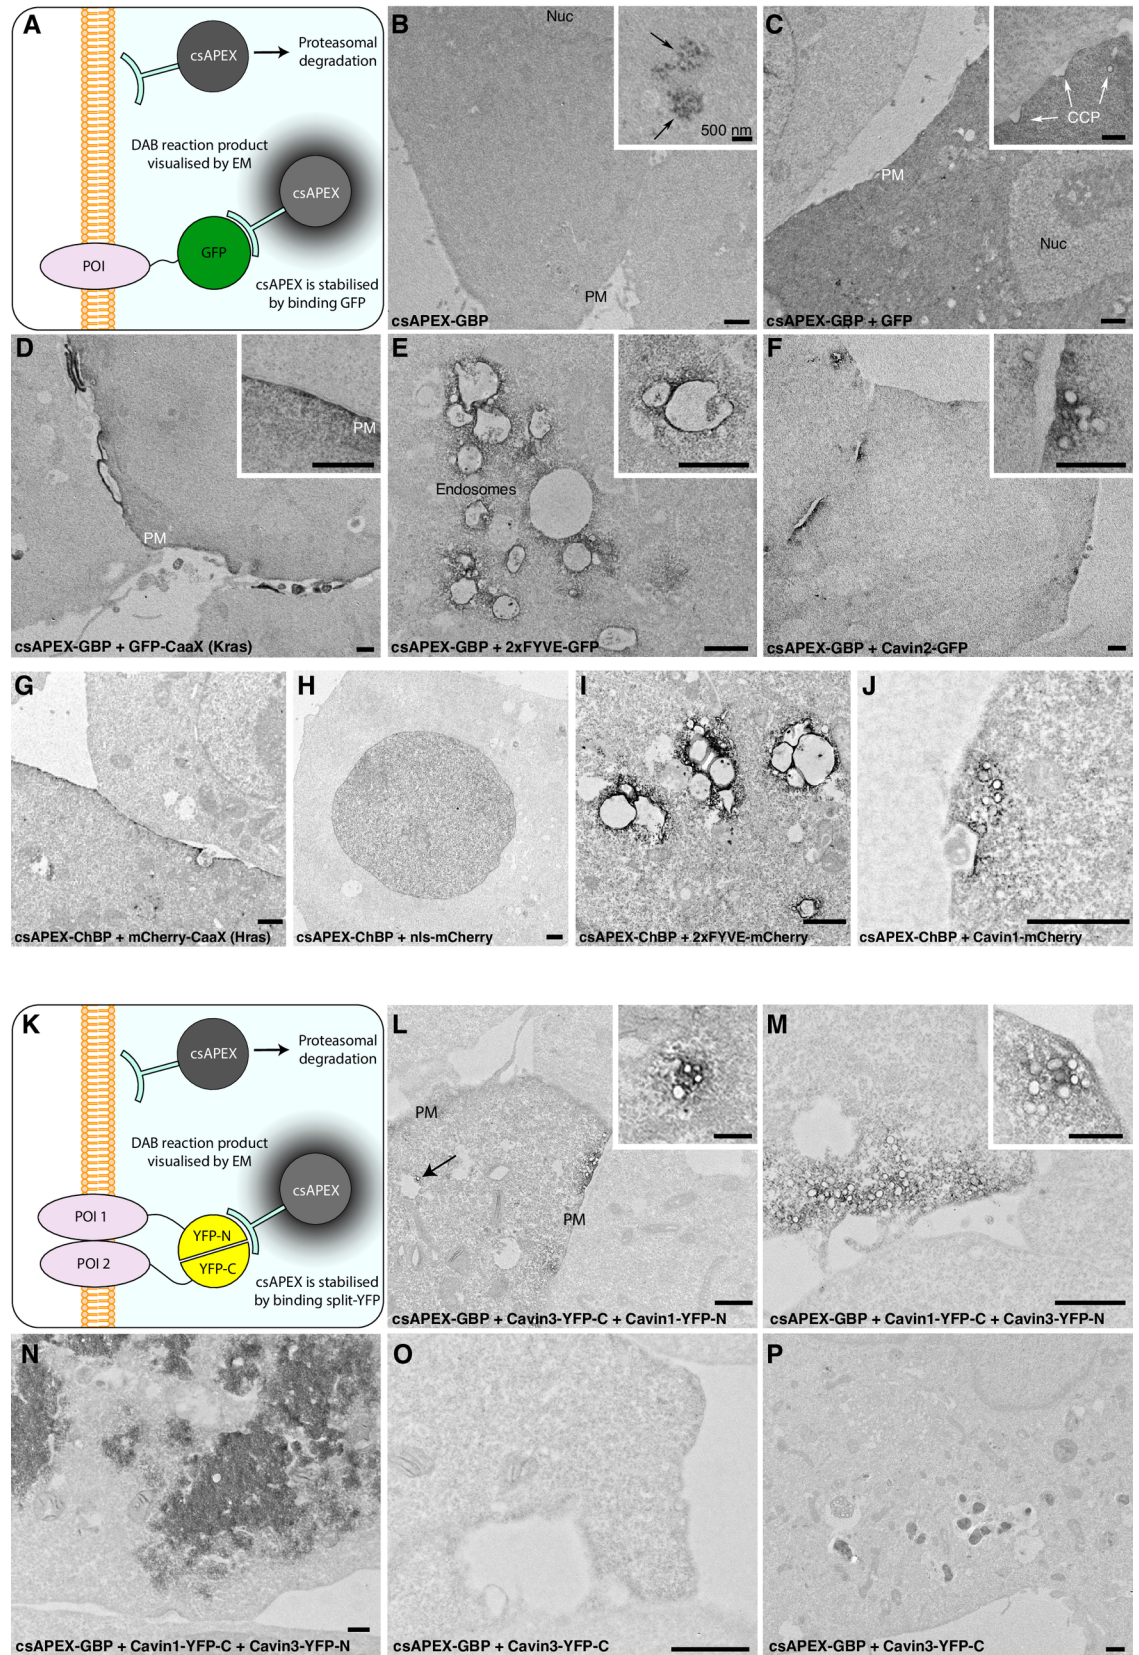 A
csAPEX
Proteasomal
degradation
DAB reaction product
visualised by EM
csAPEX
GFP
POI
csAPEX is stabilised
by binding GFP
B
Nuc
500 nm
PM
csAPEX-GBP
C
CCP
PM
Nuc
csAPEX-GBP + GFP
D
PM
PM
csAPEX-GBP + GFP-CaaX (Kras)
E
Endosomes
csAPEX-GBP + 2xFYVE-GFP
F
csAPEX-GBP + Cavin2-GFP
G
csAPEX-ChBP + mCherry-CaaX (Hras)
H
csAPEX-ChBP + nls-mCherry
I
csAPEX-ChBP + 2xFYVE-mCherry
J
csAPEX-ChBP + Cavin1-mCherry
K
csAPEX
Proteasomal
degradation
DAB reaction product
visualised by EM
csAPEX
POI 1
YFP-N
POI 2
YFP-C
csAPEX is stabilised
by binding split-YFP
L
PM
PM
csAPEX-GBP + Cavin3-YFP-C + Cavin1-YFP-N
M
csAPEX-GBP + Cavin1-YFP-C + Cavin3-YFP-N
N
csAPEX-GBP + Cavin1-YFP-C + Cavin3-YFP-N
O
csAPEX-GBP + Cavin3-YFP-C
P
csAPEX-GBP + Cavin3-YFP-C